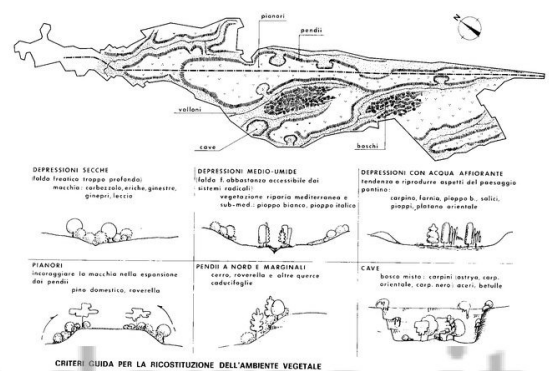 pianori
pendii
N
valloni
cave
boschi
DEPRESSIONI SECCHE
(falda freatica troppo profonda)
macchia: corbezzolo, eriche, ginestre,
ginepri, leccio
DEPRESSIONI MEDIO-UMIDE
(falda f. abbastanza accessibile dai
sistemi radicali)
vegetazione riparia mediterranea e
sub-med.: pioppo bianco, pioppo italico
DEPRESSIONI CON ACQUA AFFIORANTE
tendenza a riprodurre aspetti del paesaggio
pontino:
carpino, farnia, pioppo b., salici,
pioppi, platano orientale
PIANORI
incoraggiare la macchia nella espansione
dai pendii
pino domestico, roverella
PENDII A NORD E MARGINALI
cerro, roverella e altre querce
caducifoglie
CAVE
bosco misto: carpini (ostrya, carp.
orientale, carp. nero) aceri, betulle
CRITERI GUIDA PER LA RICOSTITUZIONE DELL'AMBIENTE VEGETALE